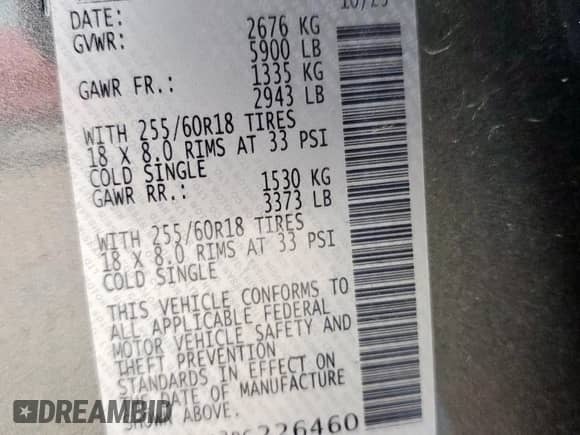 DATE:
GVWR: 2676 KG
5900 LB
GAWR FR.: 1335 KG
2943 LB
WITH 255/60R18 TIRES
18 X 8.0 RIMS AT 33 PSI
COLD SINGLE
GAWR RR.: 1530 KG
3373 LB
WITH 255/60R18 TIRES
18 X 8.0 RIMS AT 33 PSI
COLD SINGLE
THIS VEHICLE CONFORMS TO
ALL APPLICABLE FEDERAL
MOTOR VEHICLE SAFETY AND
THEFT PREVENTION
STANDARDS IN EFFECT ON
THE DATE OF MANUFACTURE
SHOWN ABOVE.
226460
DREAMBID